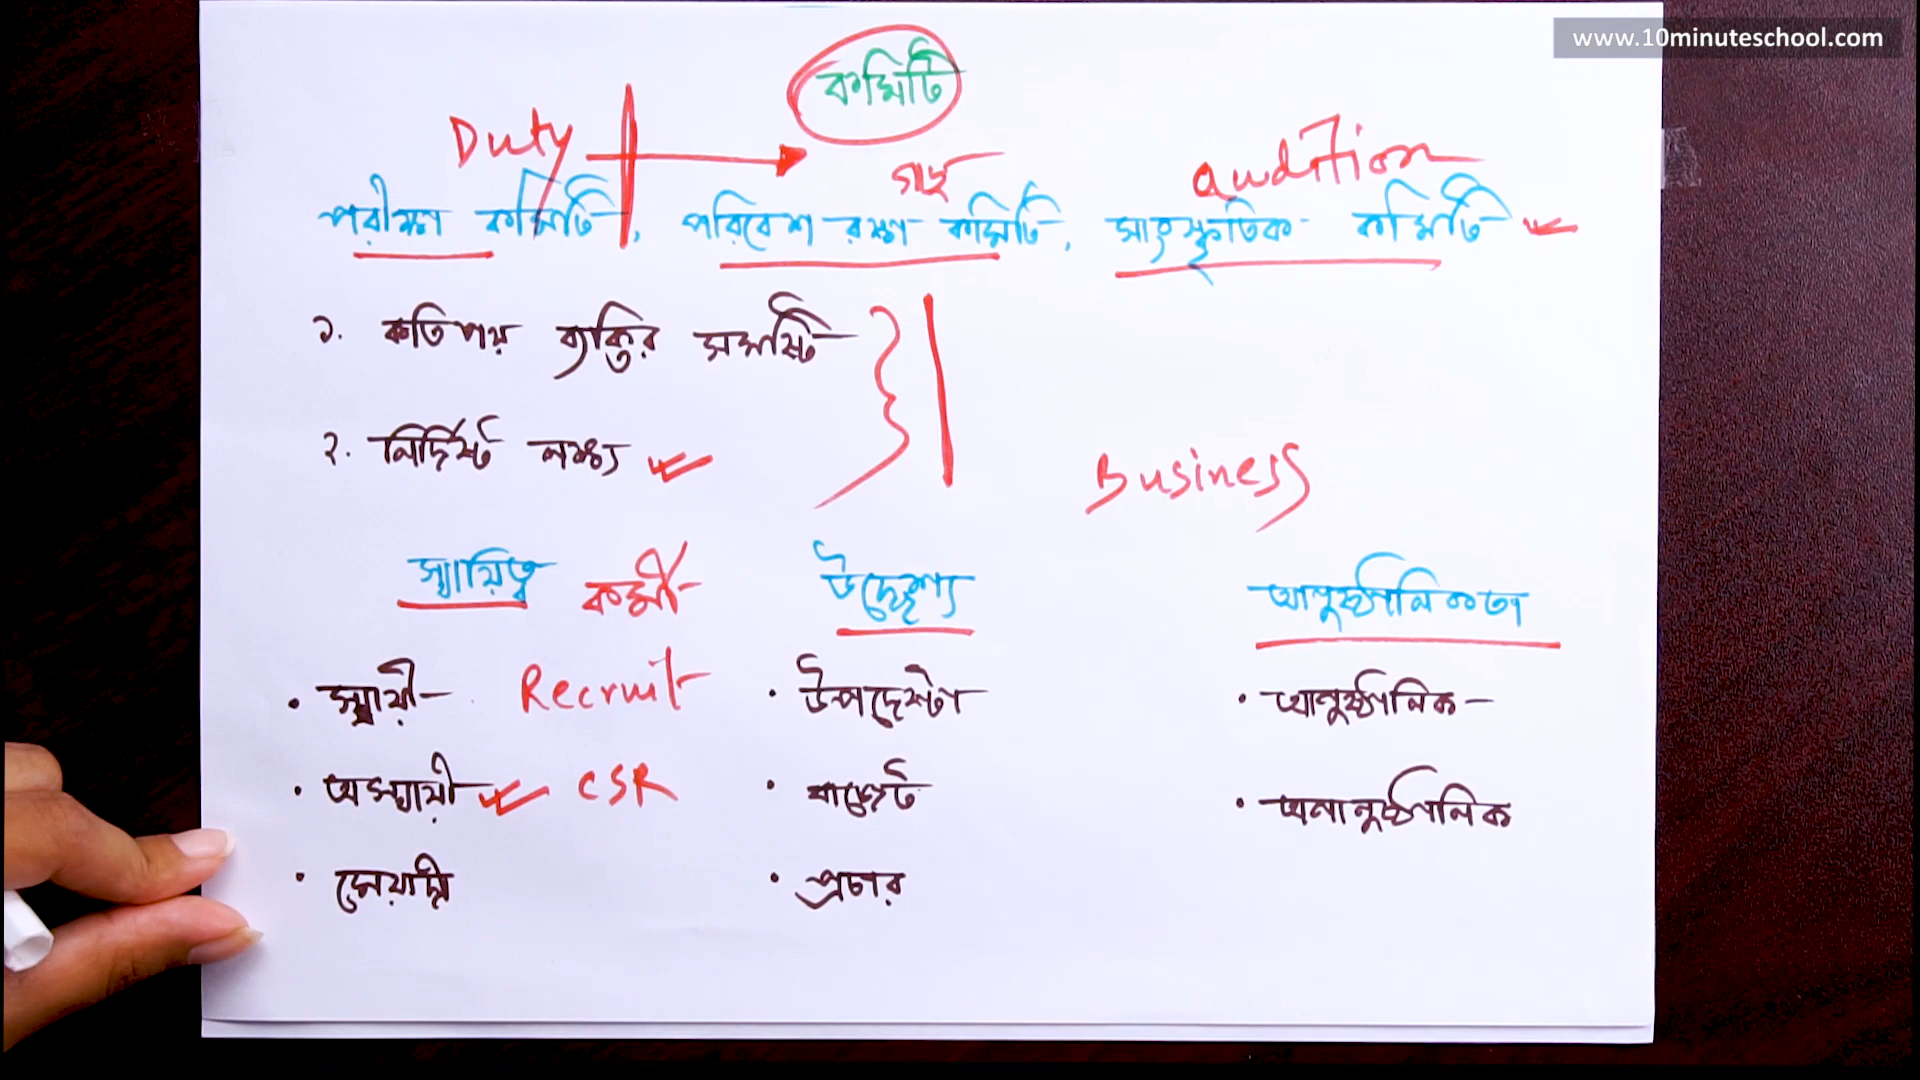 www.10minuteschool.com
কমিটি
Duty গাছ Audition
পরীক্ষা কমিটি, পরিবেশ রক্ষা কমিটি, সাংস্কৃতিক কমিটি
১. কতিপয় ব্যক্তির সমষ্টি
২. নির্দিষ্ট লক্ষ্য
Business
স্থায়িত্ব কর্মী উদ্দেশ্য আনুষ্ঠানিকতা
• স্থায়ী Recruit • উপদেষ্টা • আনুষ্ঠানিক
• অস্থায়ী CSR • বাজেট • অনানুষ্ঠানিক
• মেয়াদি • প্রচার